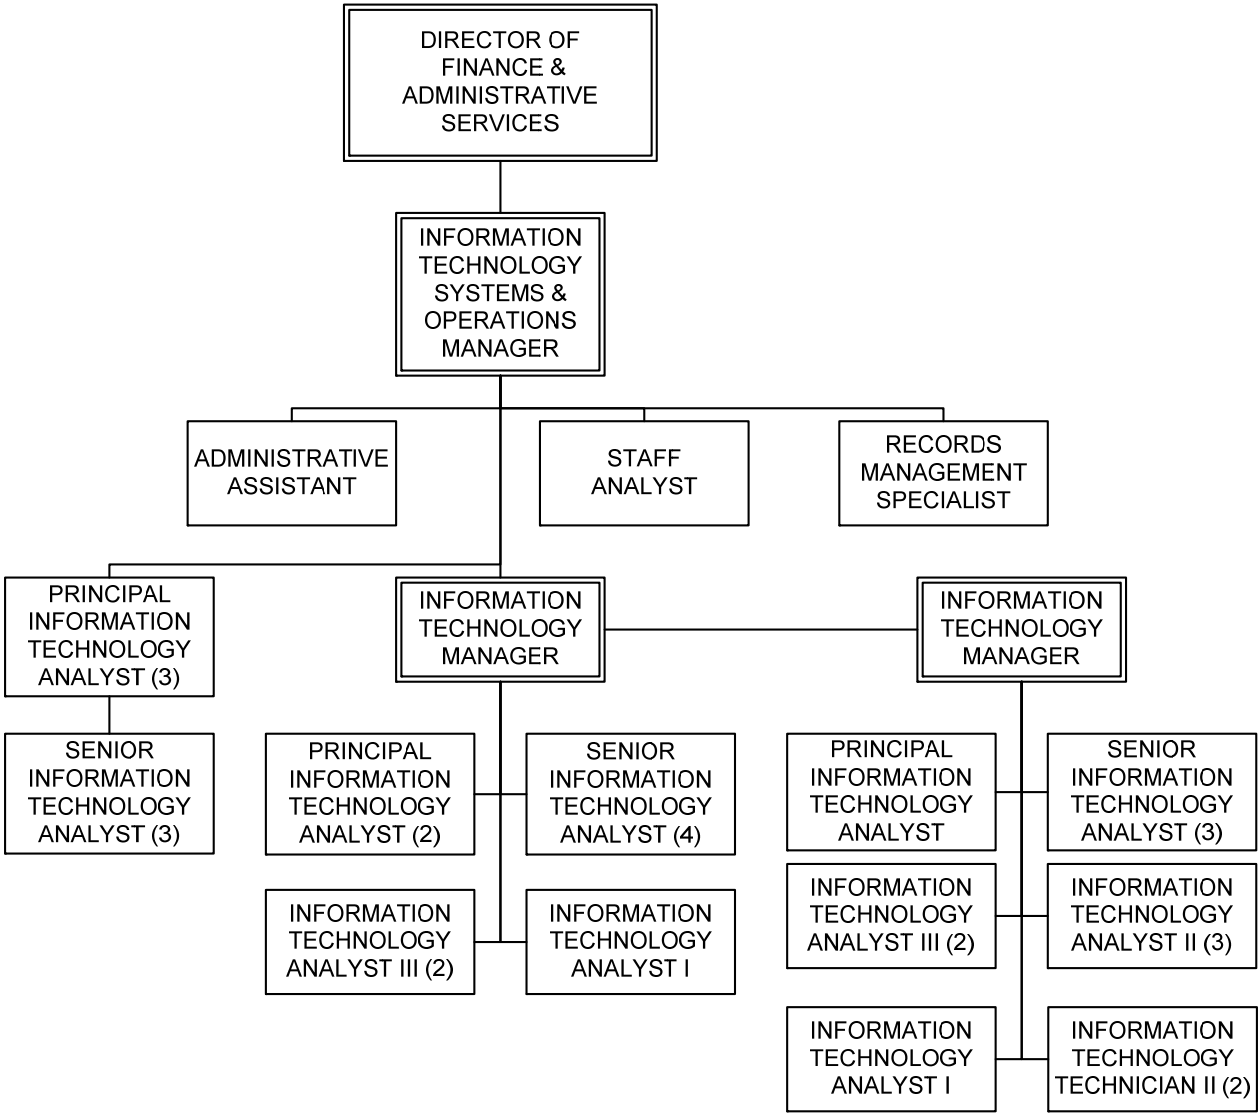 DIRECTOR OF
FINANCE &
ADMINISTRATIVE
SERVICES
INFORMATION
TECHNOLOGY
SYSTEMS &
OPERATIONS
MANAGER
ADMINISTRATIVE
ASSISTANT
STAFF
ANALYST
RECORDS
MANAGEMENT
SPECIALIST
PRINCIPAL
INFORMATION
TECHNOLOGY
ANALYST (3)
INFORMATION
TECHNOLOGY
MANAGER
INFORMATION
TECHNOLOGY
MANAGER
SENIOR
INFORMATION
TECHNOLOGY
ANALYST (3)
PRINCIPAL
INFORMATION
TECHNOLOGY
ANALYST (2)
SENIOR
INFORMATION
TECHNOLOGY
ANALYST (4)
PRINCIPAL
INFORMATION
TECHNOLOGY
ANALYST
SENIOR
INFORMATION
TECHNOLOGY
ANALYST (3)
INFORMATION
TECHNOLOGY
ANALYST III (2)
INFORMATION
TECHNOLOGY
ANALYST I
INFORMATION
TECHNOLOGY
ANALYST III (2)
INFORMATION
TECHNOLOGY
ANALYST II (3)
INFORMATION
TECHNOLOGY
ANALYST I
INFORMATION
TECHNOLOGY
TECHNICIAN II (2)